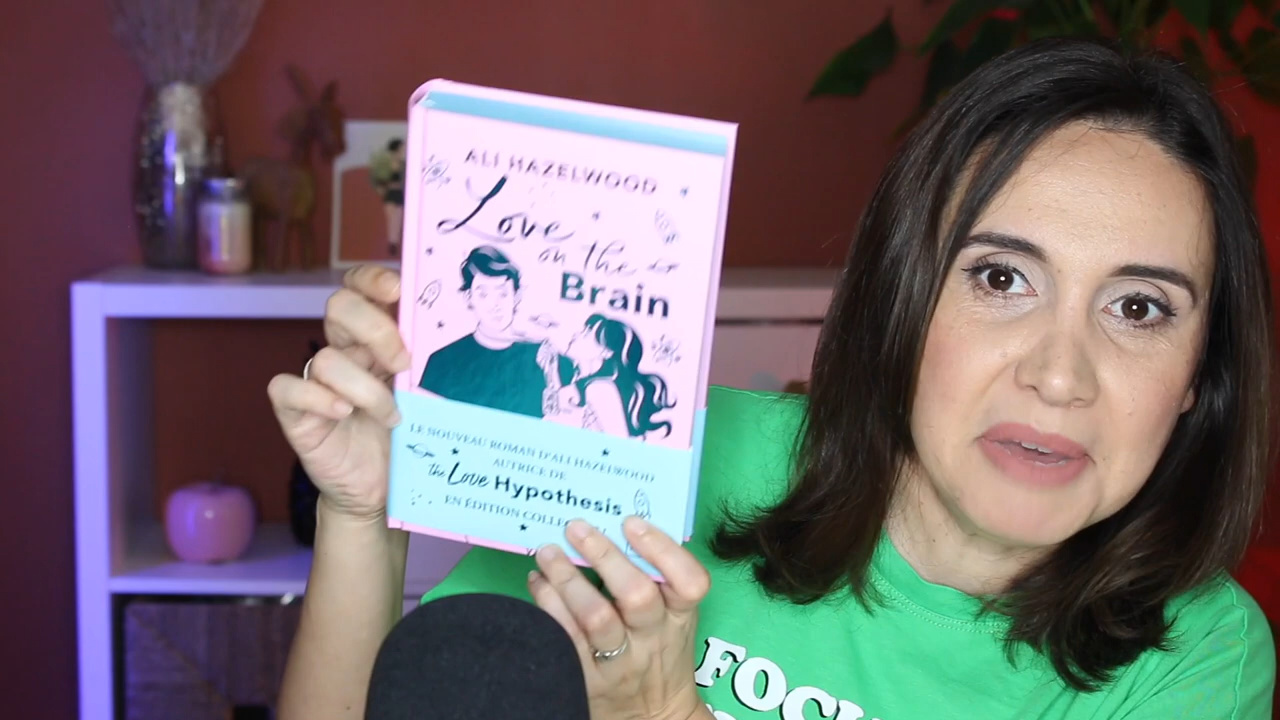 ALI HAZELWOOD
Love
on the
Brain
LE NOUVEAU ROMAN D'ALI HAZELWOOD
AUTRICE DE
the Love Hypothesis
EN ÉDITION